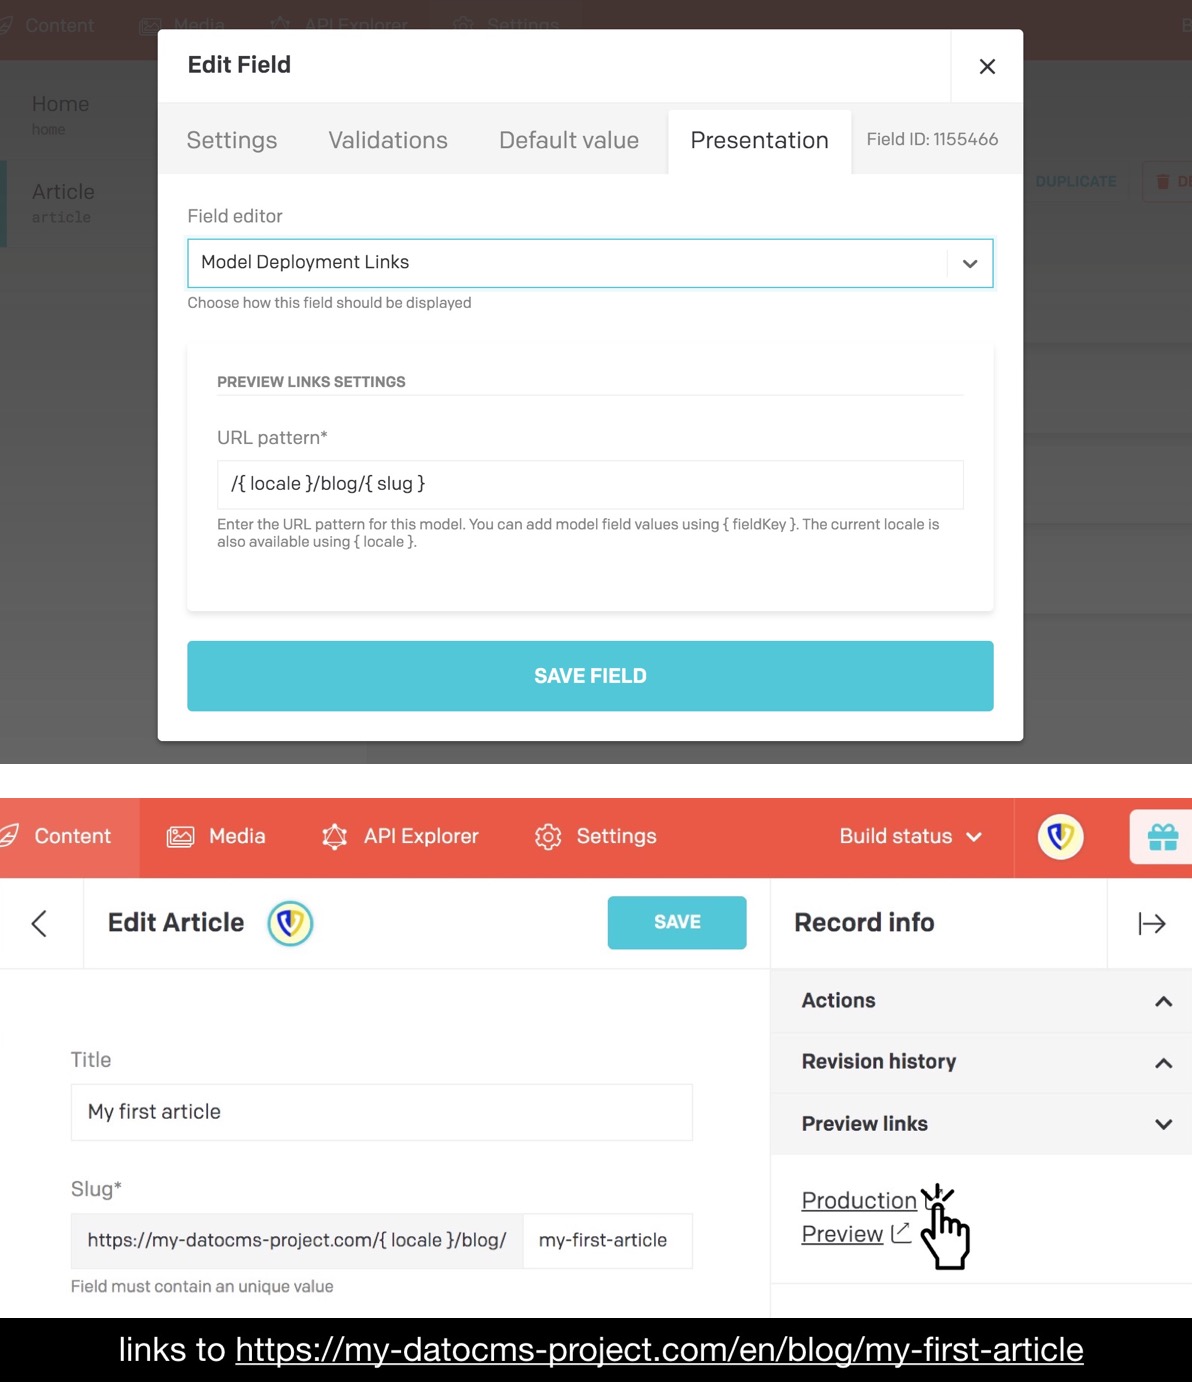 Content Media API Explorer Settings
Edit Field
Home
home
Settings Validations Default value Presentation Field ID: 1155466
DUPLICATE
Article
article
Field editor
Model Deployment Links
Choose how this field should be displayed
PREVIEW LINKS SETTINGS
URL pattern*
/{ locale }/blog/{ slug }
Enter the URL pattern for this model. You can add model field values using { fieldKey }. The current locale is
also available using { locale }.
SAVE FIELD
Content Media API Explorer Settings Build status
Edit Article SAVE Record info
Actions
Revision history
Preview links
Title
My first article
Production
Preview
Slug*
https://my-datocms-project.com/{ locale }/blog/ my-first-article
Field must contain an unique value
links to https://my-datocms-project.com/en/blog/my-first-article